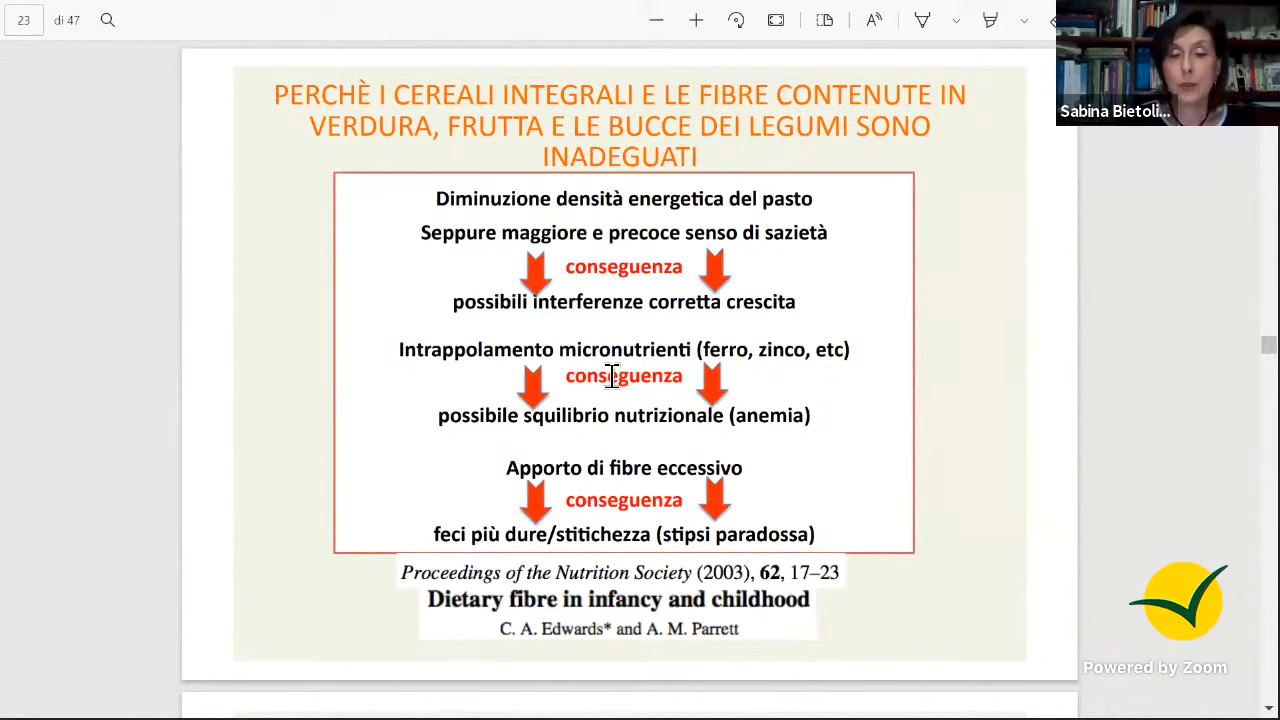 23
di 47
Sabina Bietoli...
PERCHÈ I CEREALI INTEGRALI E LE FIBRE CONTENUTE IN
VERDURA, FRUTTA E LE BUCCE DEI LEGUMI SONO
INADEGUATI
Diminuzione densità energetica del pasto
Seppure maggiore e precoce senso di sazietà
conseguenza
possibili interferenze corretta crescita
Intrappolamento micronutrienti (ferro, zinco, etc)
conseguenza
possibile squilibrio nutrizionale (anemia)
Apporto di fibre eccessivo
conseguenza
feci più dure/stitichezza (stipsi paradossa)
Proceedings of the Nutrition Society (2003), 62, 17–23
Dietary fibre in infancy and childhood
C. A. Edwards* and A. M. Parrett
Powered by Zoom